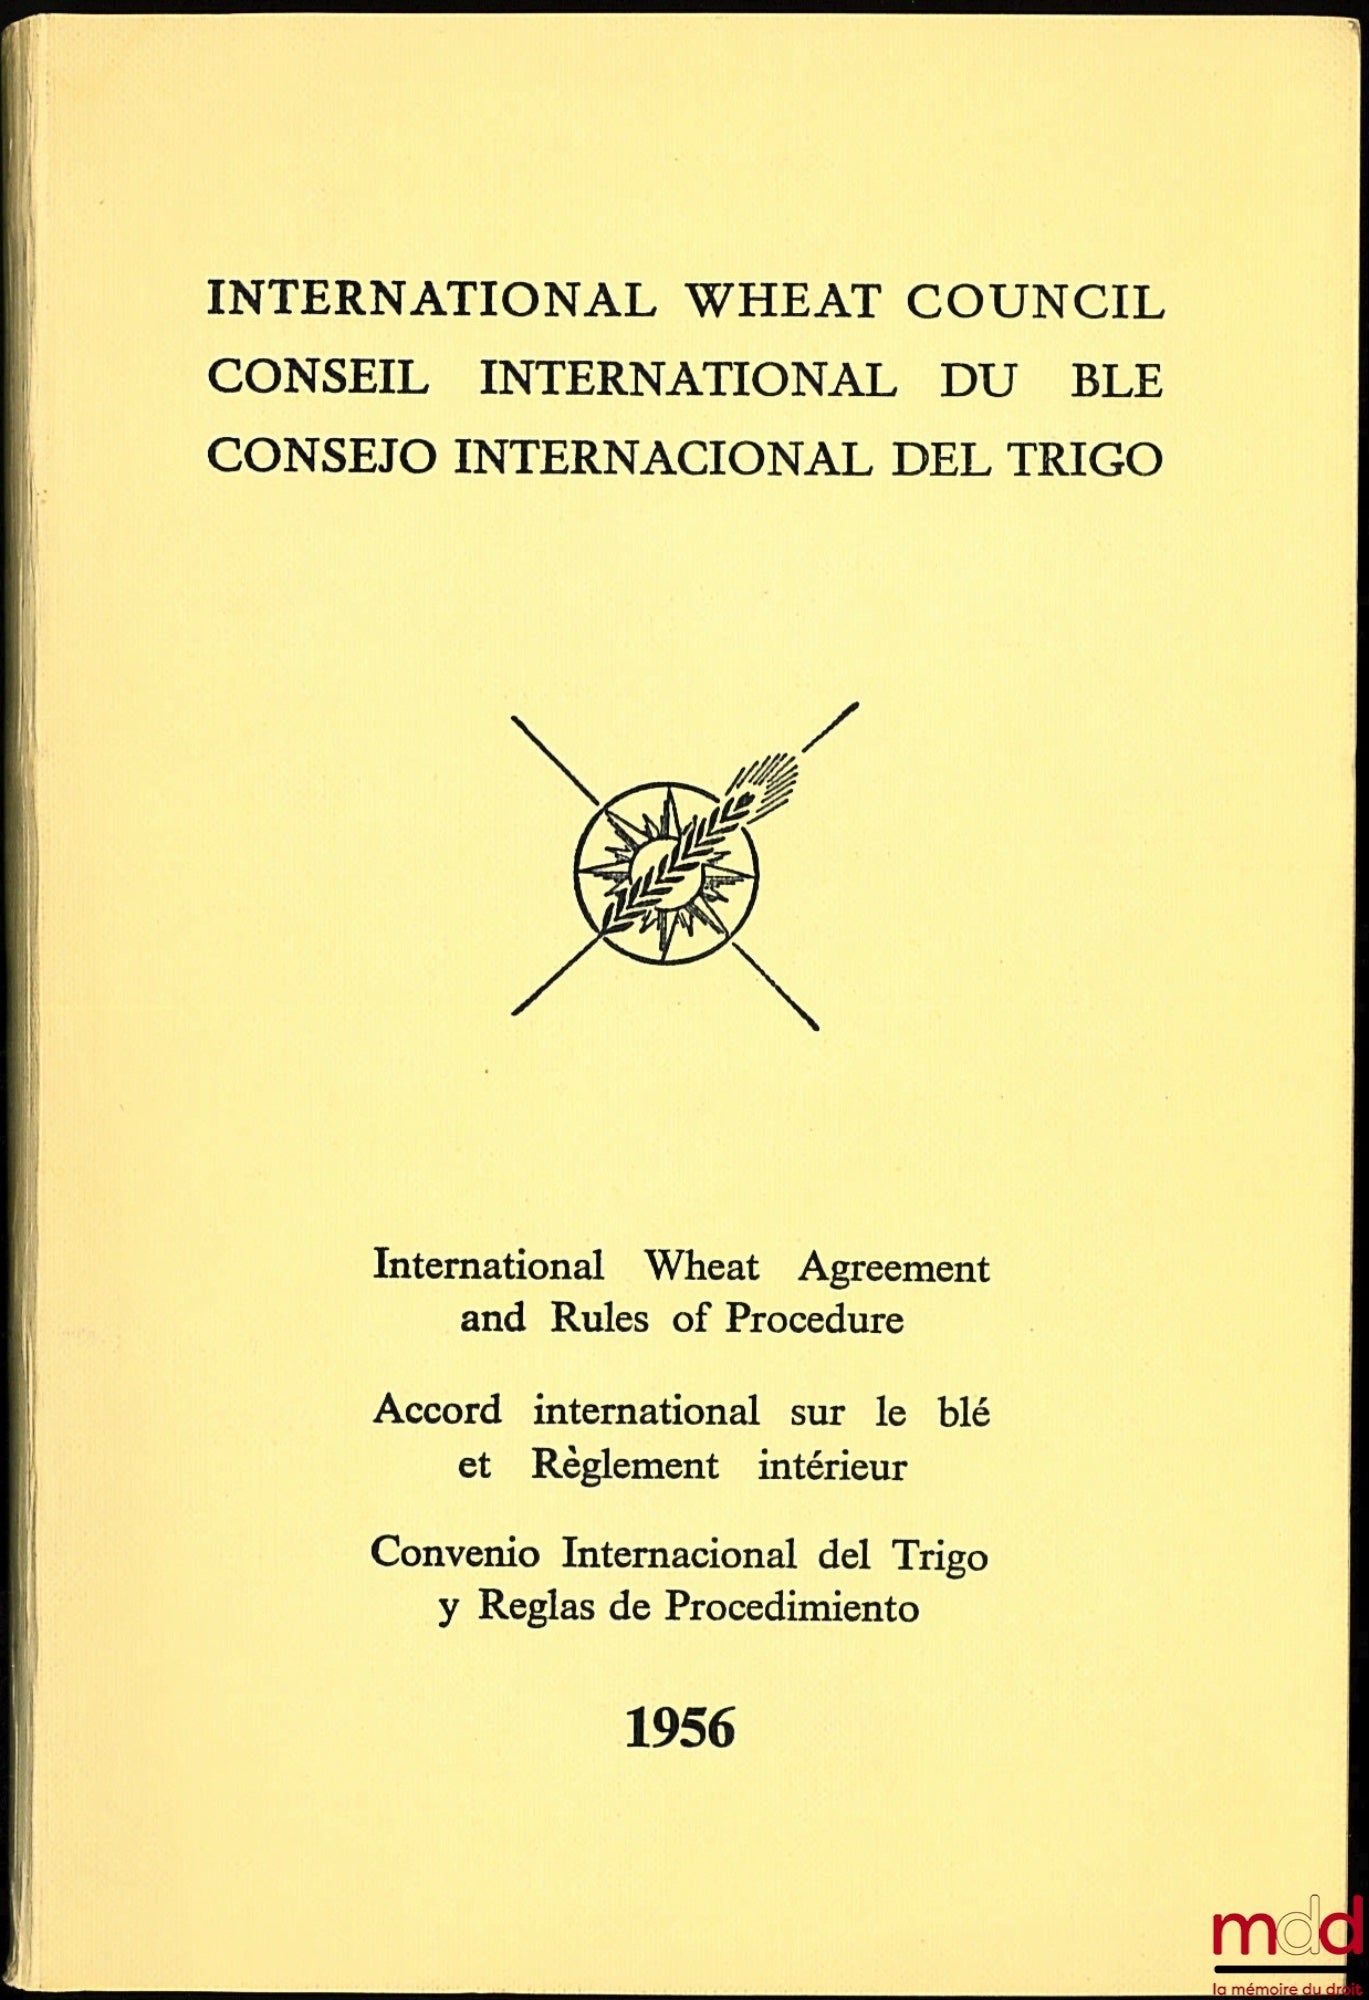 INTERNATIONAL WHEAT COUNCIL
CONSEIL INTERNATIONAL DU BLE
CONSEJO INTERNACIONAL DEL TRIGO
International Wheat Agreement
and Rules of Procedure
Accord international sur le blé
et Règlement intérieur
Convenio Internacional del Trigo
y Reglas de Procedimiento
1956
mdd
la mémoire du droit